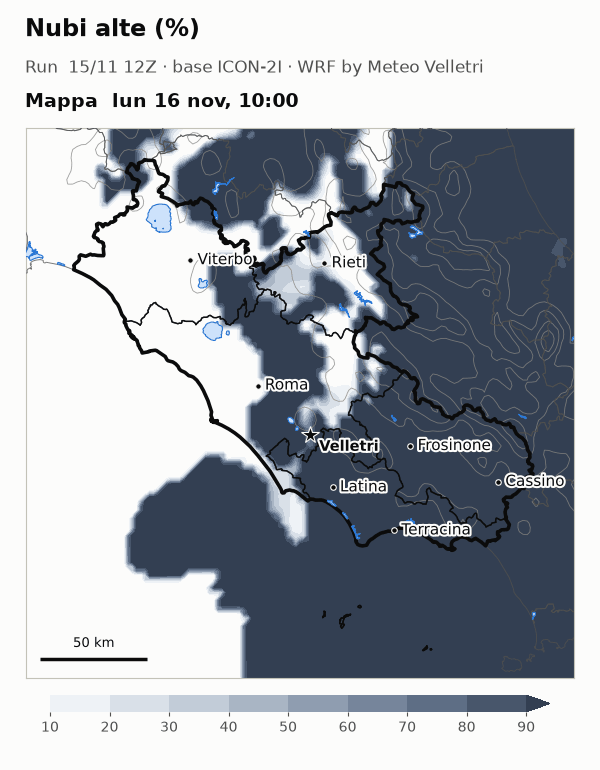 Nubi alte (%)
Run  15/11 12Z · base ICON-2I · WRF by Meteo Velletri
Mappa  lun 16 nov, 10:00
Viterbo
Rieti
Roma
Velletri
Frosinone
Cassino
Latina
Terracina
50 km
10 20 30 40 50 60 70 80 90